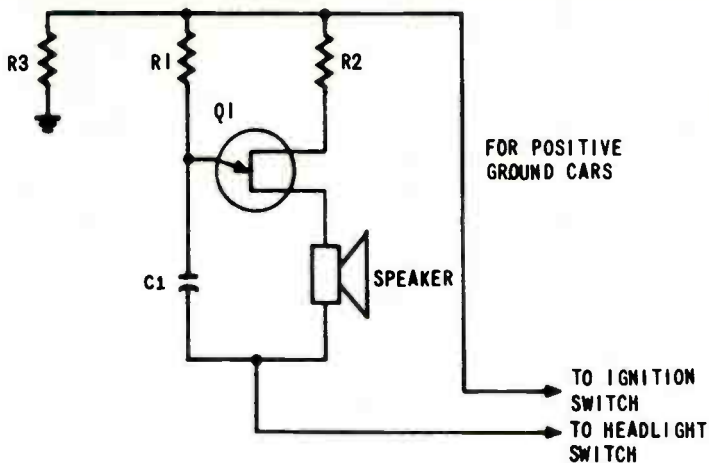 R3
R1
R2
Q1
FOR POSITIVE
GROUND CARS
C1
SPEAKER
TO IGNITION
SWITCH
TO HEADLIGHT
SWITCH